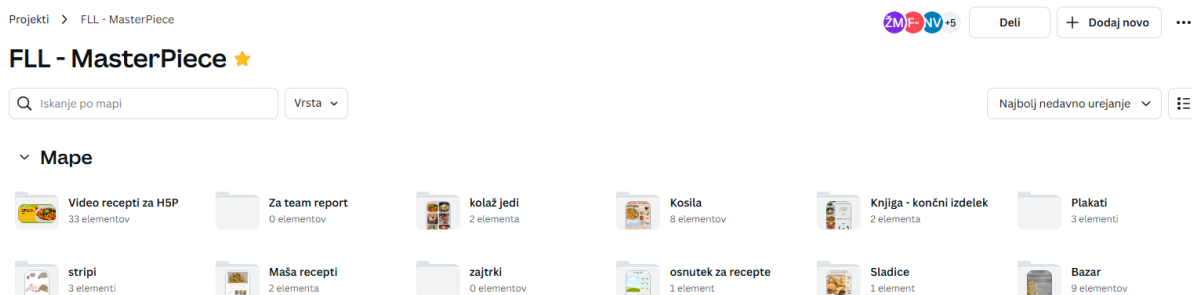 Projekti > FLL - MasterPiece
ŽM F- NV +5 Deli + Dodaj novo ...
FLL - MasterPiece
Iskanje po mapi Vrsta Najbolj nedavno urejanje
Mape
Video recepti za H5P Za team report kolaž jedi Kosila Knjiga - končni izdelek Plakati
33 elementov 0 elementov 2 elementa 8 elementov 2 elementa 3 elementi
stripi Maša recepti zajtrki osnutek za recepte Sladice Bazar
3 elementi 2 elementa 0 elementov 1 element 1 element 9 elementov